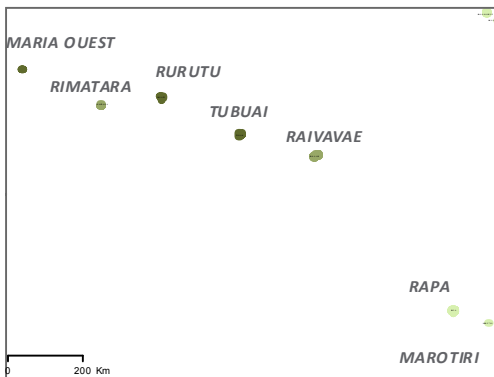 MARIA OUEST
RURUTU
RIMATARA
TUBUAI
RAIVAVAE
RAPA
MAROTIRI
0 200 Km